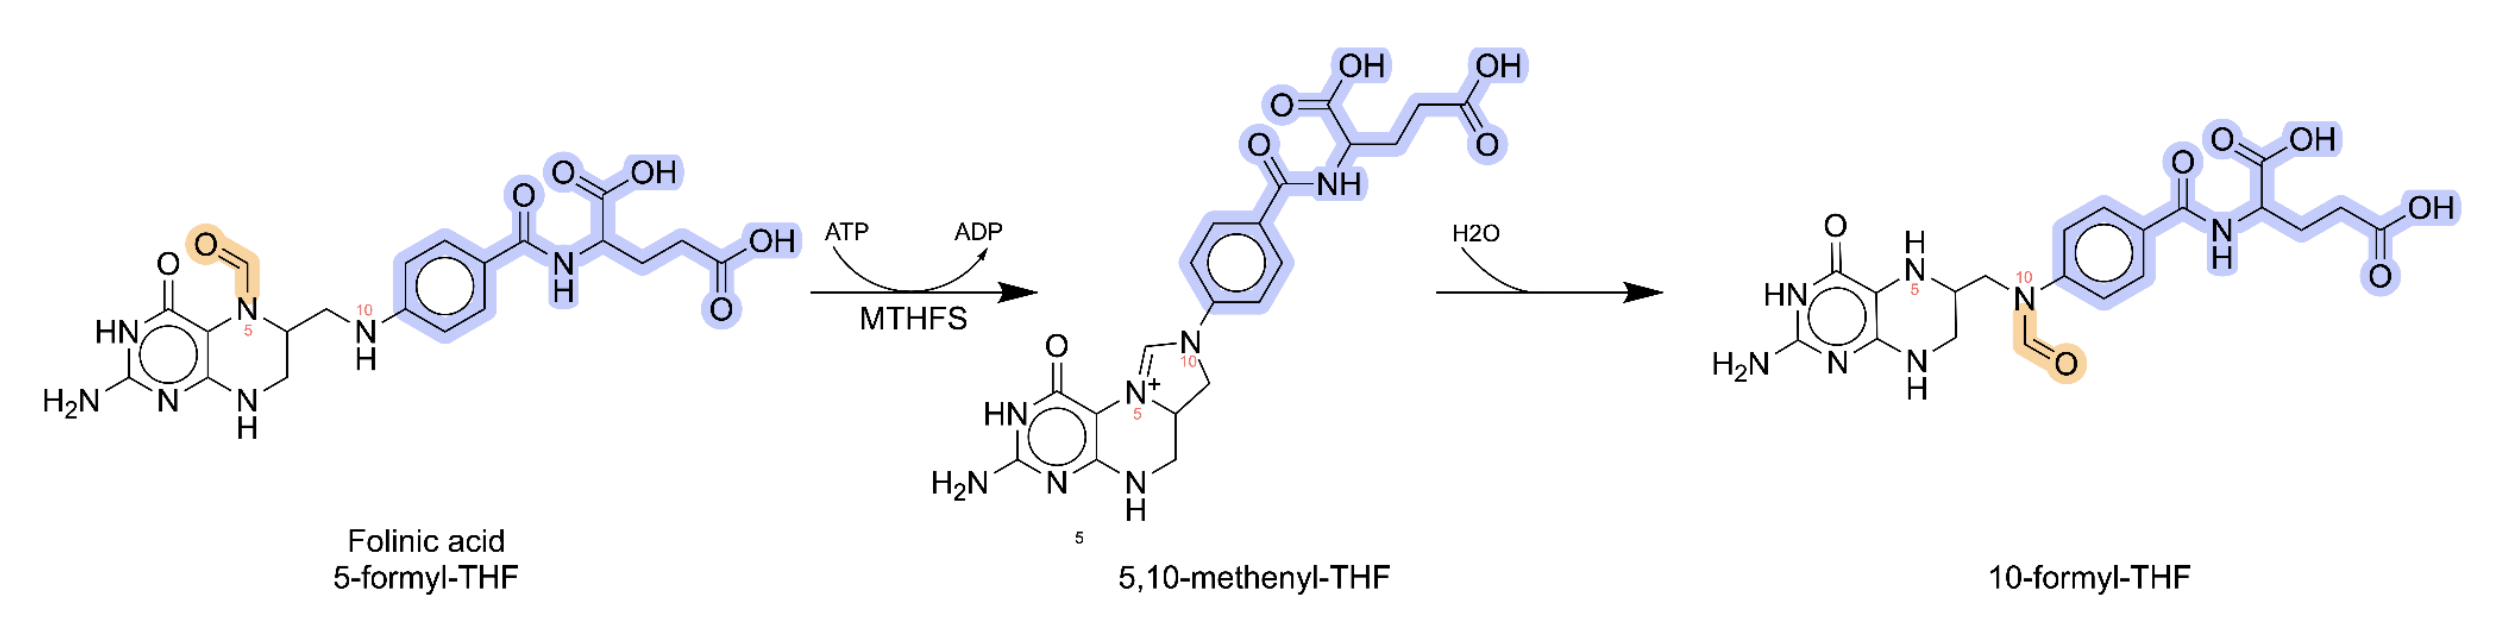 O
OH
O
OH
O
O
N
H
O
O
HN
N
5
10
N
H
H2N
N
N
H
Folinic acid
5-formyl-THF
ATP
ADP
MTHFS
OH
OH
O
O
O
NH
N
10
O
N+
5
HN
H2N
N
N
H
5
5,10-methenyl-THF
H2O
O
OH
O
OH
O
N
H
O
H
N
5
10
N
O
HN
H2N
N
N
H
10-formyl-THF